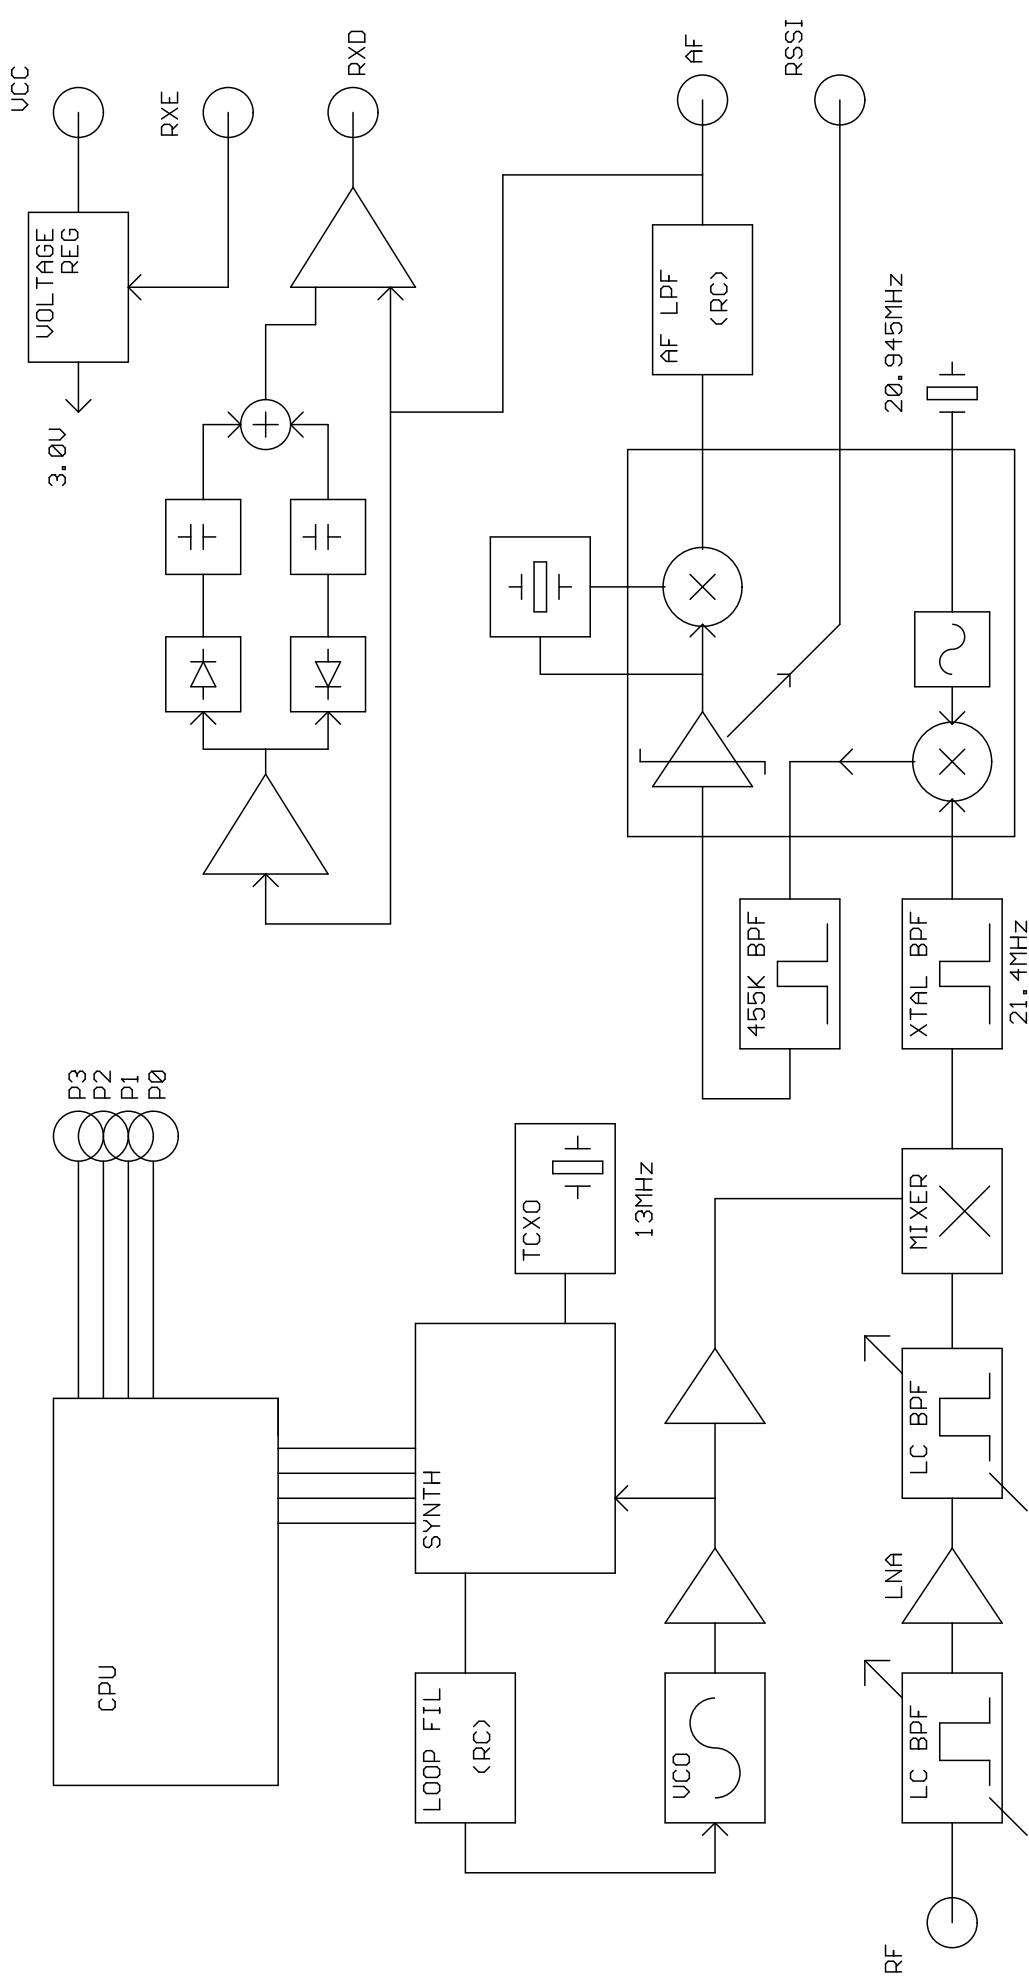 RF
LC BPF
LNA
LC BPF
MIXER
XTAL BPF
21.4MHz
455K BPF
20.945MHz
RSSI
AF
AF LPF
(RC)
VCO
LOOP FIL
(RC)
SYNTH
TCXO
13MHz
CPU
P3
P2
P1
P0
RXD
RXE
VCC
VOLTAGE
REG
3.0V